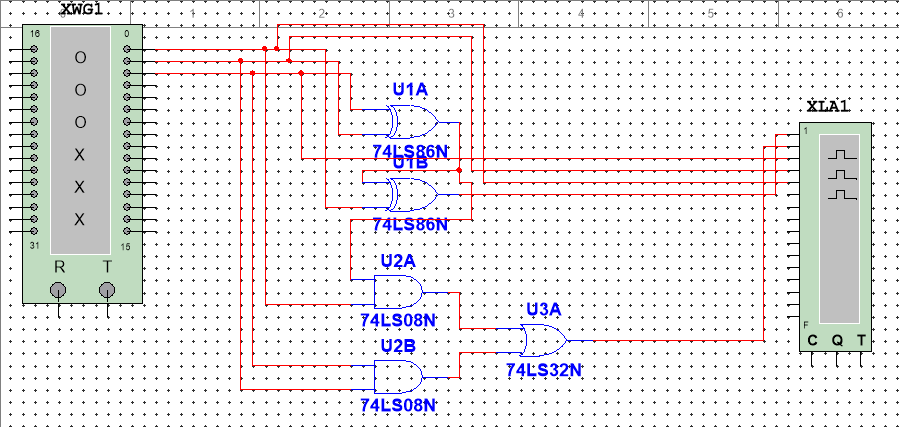 XWG1
1 2 3 4 5 6
16 0
O
O
O
X
X
X
31 15
R T
U1A
74LS86N
U1B
74LS86N
U2A
74LS08N
U2B
74LS08N
U3A
74LS32N
XLA1
1
F
C Q T